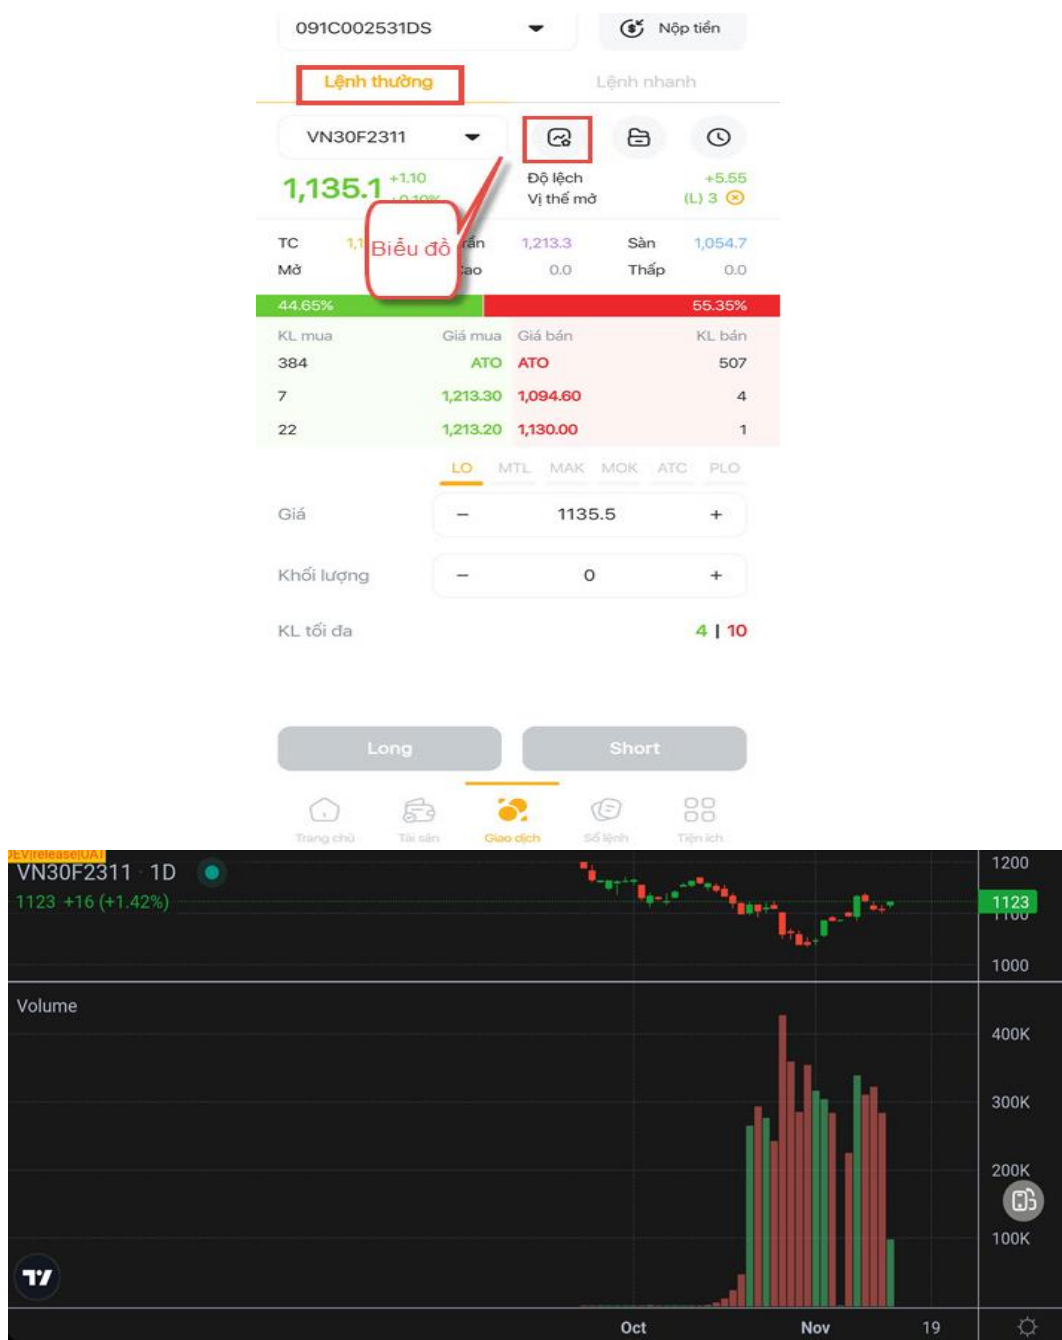 091C002531DS Nộp tiền
Lệnh thường Lệnh nhanh
VN30F2311
1,135.1 +1.10 Độ lệch +5.55
Vị thế mở (L) 3
Biểu đồ
TC 1,213.3 Sàn 1,054.7
Mở 0.0 Thấp 0.0
44.65% 55.35%
KL mua Giá mua Giá bán KL bán
384 ATO ATO 507
7 1,213.30 1,094.60 4
22 1,213.20 1,130.00 1
LO MTL MAK MOK ATC PLO
Giá − 1135.5 +
Khối lượng − 0 +
KL tối đa 4 | 10
Long Short
Trang chủ Tài sản Giao dịch Sổ lệnh Tiện ích
DEV|release|UAT
VN30F2311 · 1D
1123 +16 (+1.42%)
1200
1123
1100
1000
Volume
400K
300K
200K
100K
Oct Nov 19